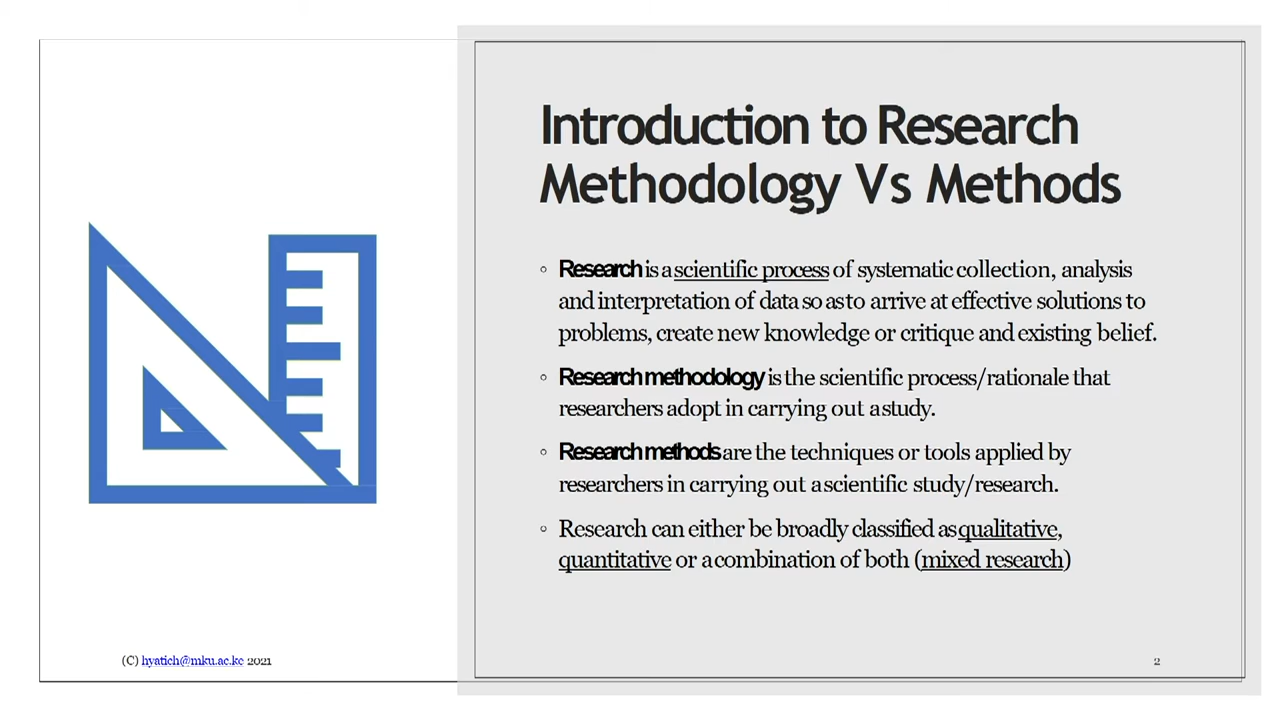 Introduction to Research
Methodology Vs Methods
◦ Research is a scientific process of systematic collection, analysis
and interpretation of data so as to arrive at effective solutions to
problems, create new knowledge or critique and existing belief.
◦ Research methodology is the scientific process/rationale that
researchers adopt in carrying out a study.
◦ Research methods are the techniques or tools applied by
researchers in carrying out a scientific study/research.
◦ Research can either be broadly classified as qualitative,
quantitative or a combination of both (mixed research)
(C) hyatich@mku.ac.ke 2021
2